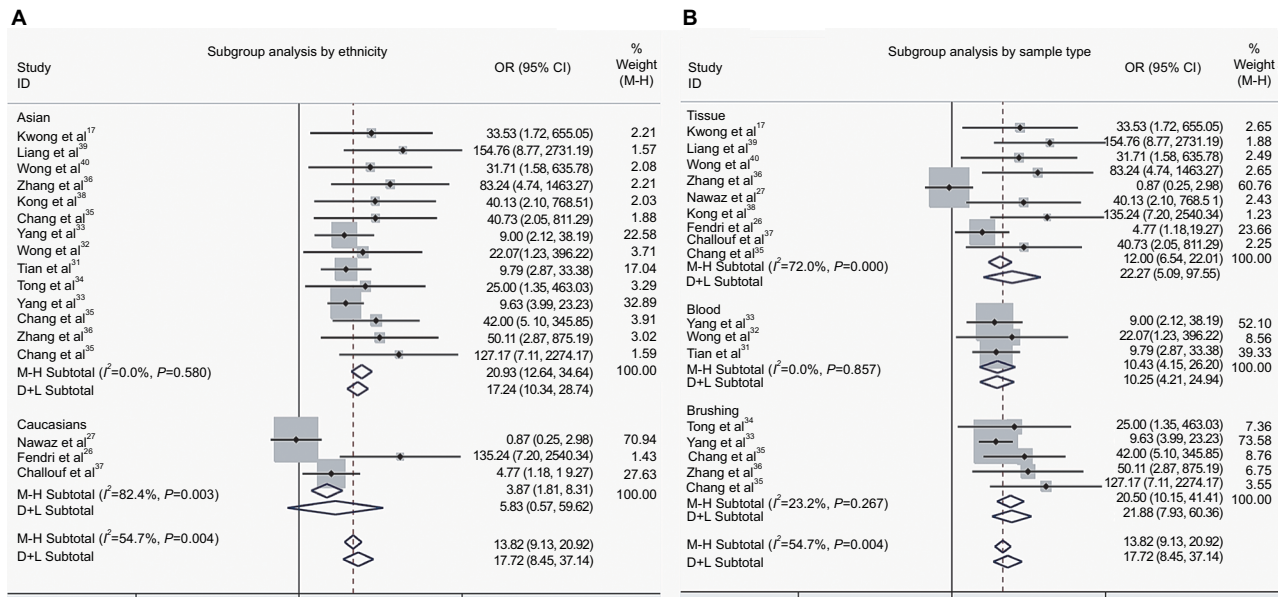 A
Subgroup analysis by ethnicity
Study
ID
OR (95% CI)
%
Weight
(M-H)
Asian
Kwong et al17 33.53 (1.72, 655.05) 2.21
Liang et al39 154.76 (8.77, 2731.19) 1.57
Wong et al40 31.71 (1.58, 635.78) 2.08
Zhang et al36 83.24 (4.74, 1463.27) 2.21
Kong et al38 40.13 (2.10, 768.51) 2.03
Chang et al35 40.73 (2.05, 811.29) 1.88
Yang et al33 9.00 (2.12, 38.19) 22.58
Wong et al32 22.07(1.23, 396.22) 3.71
Tian et al31 9.79 (2.87, 33.38) 17.04
Tong et al34 25.00 (1.35, 463.03) 3.29
Yang et al33 9.63 (3.99, 23.23) 32.89
Chang et al35 42.00 (5. 10, 345.85) 3.91
Zhang et al36 50.11 (2.87, 875.19) 3.02
Chang et al35 127.17 (7.11, 2274.17) 1.59
M-H Subtotal (I2=0.0%, P=0.580) 20.93 (12.64, 34.64) 100.00
D+L Subtotal 17.24 (10.34, 28.74)
Caucasians
Nawaz et al27 0.87 (0.25, 2.98) 70.94
Fendri et al26 135.24 (7.20, 2540.34) 1.43
Challouf et al37 4.77 (1.18, 1 9.27) 27.63
M-H Subtotal (I2=82.4%, P=0.003) 3.87 (1.81, 8.31) 100.00
D+L Subtotal 5.83 (0.57, 59.62)
M-H Subtotal (I2=54.7%, P=0.004) 13.82 (9.13, 20.92)
D+L Subtotal 17.72 (8.45, 37.14)
B
Subgroup analysis by sample type
Study
ID
OR (95% CI)
%
Weight
(M-H)
Tissue
Kwong et al17 33.53 (1.72, 655.05) 2.65
Liang et al39 154.76 (8.77, 2731.19) 1.88
Wong et al40 31.71 (1.58, 635.78) 2.49
Zhang et al36 83.24 (4.74, 1463.27) 2.65
Nawaz et al27 0.87 (0.25, 2.98) 60.76
Kong et al38 40.13 (2.10, 768.5 1) 2.43
Fendri et al26 135.24 (7.20, 2540.34) 1.23
Challouf et al37 4.77 (1.18,19.27) 23.66
Chang et al35 40.73 (2.05, 811.29) 2.25
M-H Subtotal (I2=72.0%, P=0.000) 12.00 (6.54, 22.01) 100.00
D+L Subtotal 22.27 (5.09, 97.55)
Blood
Yang et al33 9.00 (2.12, 38.19) 52.10
Wong et al32 22.07(1.23, 396.22) 8.56
Tian et al31 9.79 (2.87, 33.38) 39.33
M-H Subtotal (I2=0.0%, P=0.857) 10.43 (4.15, 26.20) 100.00
D+L Subtotal 10.25 (4.21, 24.94)
Brushing
Tong et al34 25.00 (1.35, 463.03) 7.36
Yang et al33 9.63 (3.99, 23.23) 73.58
Chang et al35 42.00 (5.10, 345.85) 8.76
Zhang et al36 50.11 (2.87, 875.19) 6.75
Chang et al35 127.17 (7.11, 2274.17) 3.55
M-H Subtotal (I2=23.2%, P=0.267) 20.50 (10.15, 41.41) 100.00
D+L Subtotal 21.88 (7.93, 60.36)
M-H Subtotal (I2=54.7%, P=0.004) 13.82 (9.13, 20.92)
D+L Subtotal 17.72 (8.45, 37.14)